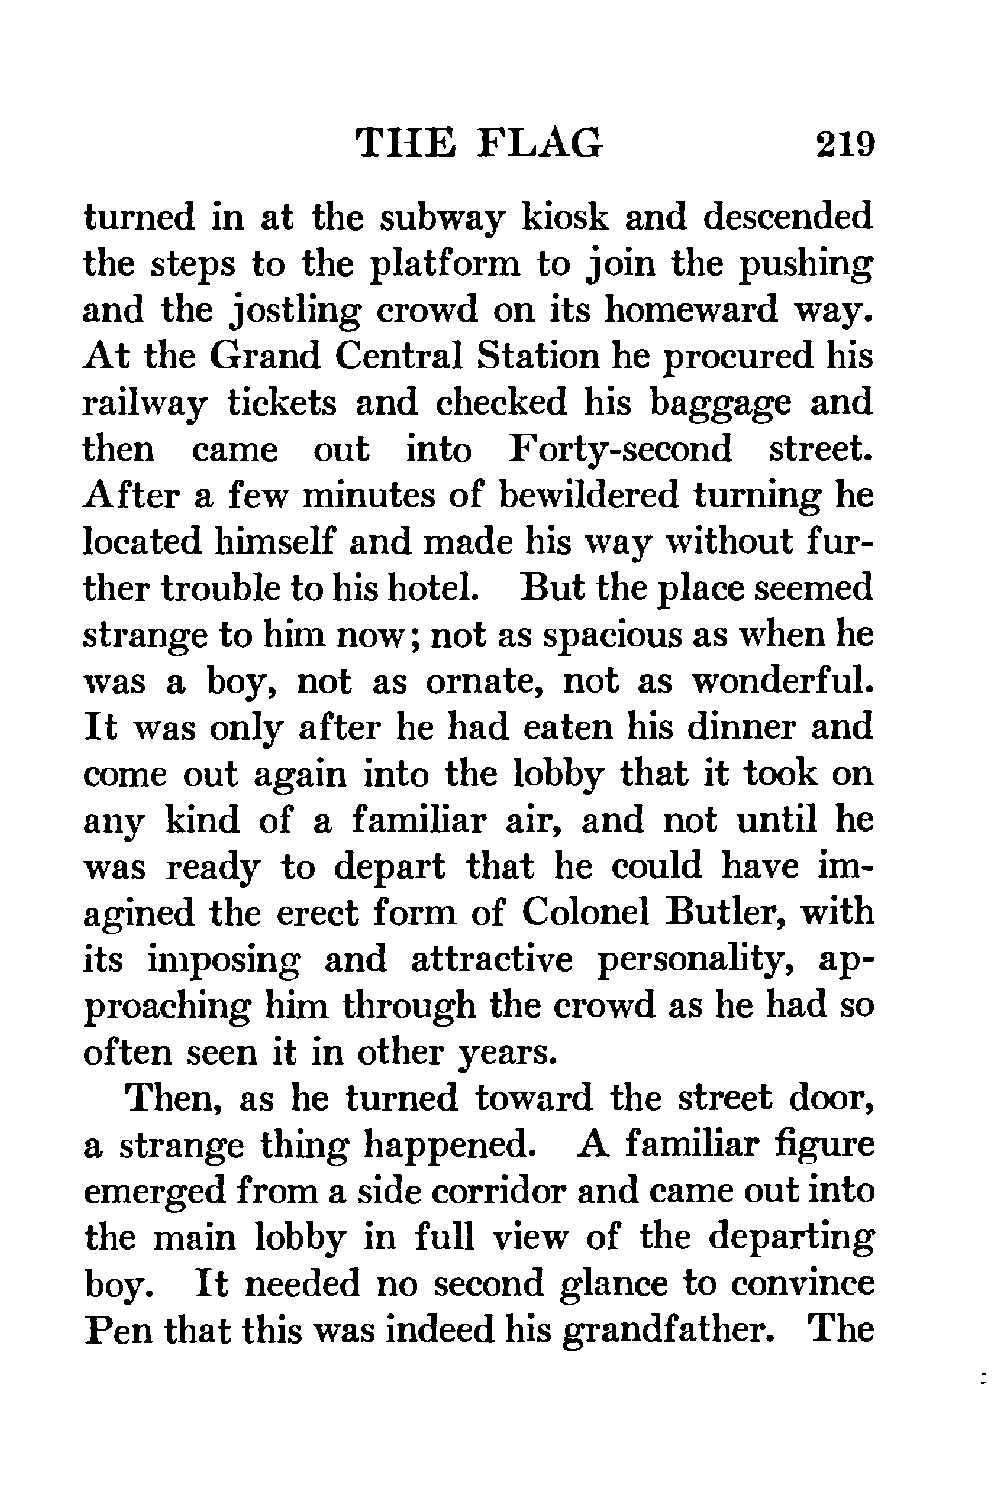 THE FLAG 219
turned in at the subway kiosk and descended
the steps to the platform to join the pushing
and the jostling crowd on its homeward way.
At the Grand Central Station he procured his
railway tickets and checked his baggage and
then came out into Forty-second street.
After a few minutes of bewildered turning he
located himself and made his way without fur-
ther trouble to his hotel. But the place seemed
strange to him now; not as spacious as when he
was a boy, not as ornate, not as wonderful.
It was only after he had eaten his dinner and
come out again into the lobby that it took on
any kind of a familiar air, and not until he
was ready to depart that he could have im-
agined the erect form of Colonel Butler, with
its imposing and attractive personality, ap-
proaching him through the crowd as he had so
often seen it in other years.
Then, as he turned toward the street door,
a strange thing happened. A familiar figure
emerged from a side corridor and came out into
the main lobby in full view of the departing
boy. It needed no second glance to convince
Pen that this was indeed his grandfather. The